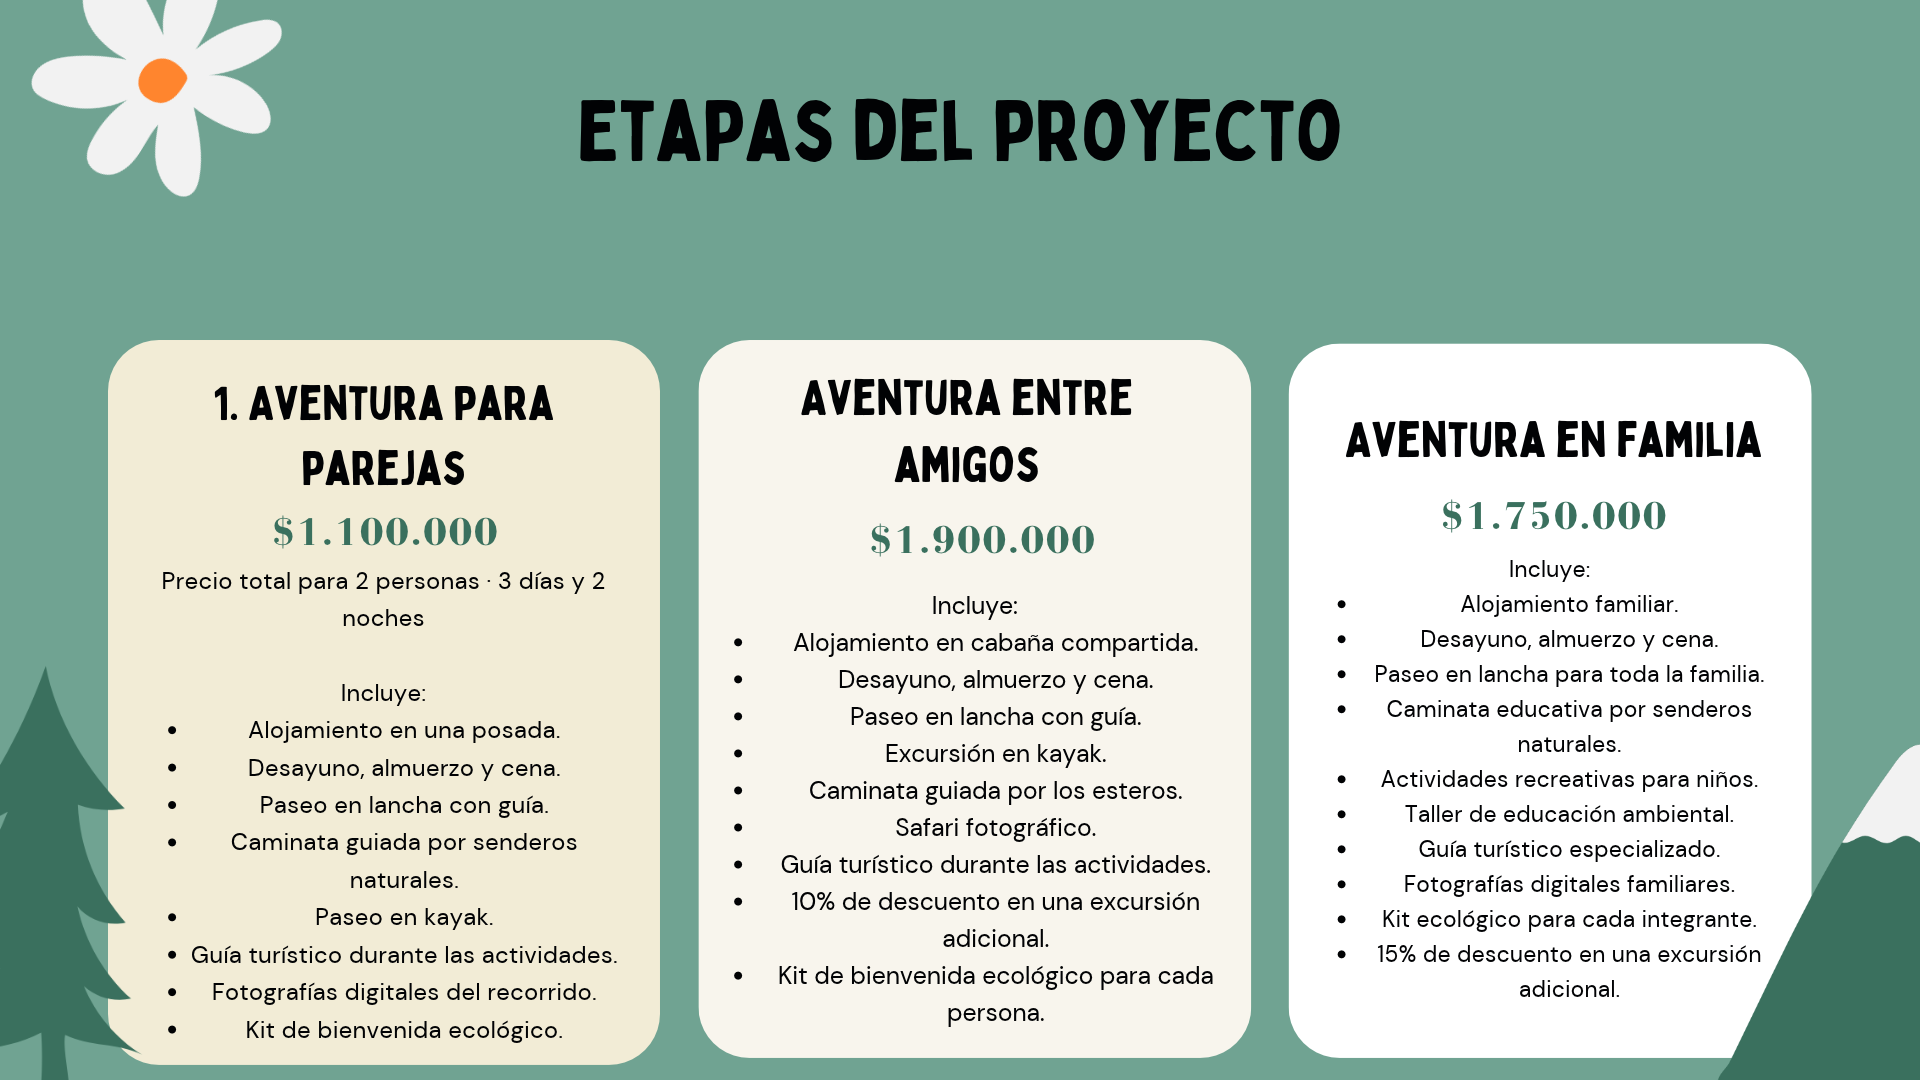 ETAPAS DEL PROYECTO
1. AVENTURA PARA
PAREJAS
$1.100.000
Precio total para 2 personas · 3 días y 2
noches
Incluye:
• Alojamiento en una posada.
• Desayuno, almuerzo y cena.
• Paseo en lancha con guía.
• Caminata guiada por senderos
naturales.
• Paseo en kayak.
• Guía turístico durante las actividades.
• Fotografías digitales del recorrido.
• Kit de bienvenida ecológico.
AVENTURA ENTRE
AMIGOS
$1.900.000
Incluye:
• Alojamiento en cabaña compartida.
• Desayuno, almuerzo y cena.
• Paseo en lancha con guía.
• Excursión en kayak.
• Caminata guiada por los esteros.
• Safari fotográfico.
• Guía turístico durante las actividades.
• 10% de descuento en una excursión
adicional.
• Kit de bienvenida ecológico para cada
persona.
AVENTURA EN FAMILIA
$1.750.000
Incluye:
• Alojamiento familiar.
• Desayuno, almuerzo y cena.
• Paseo en lancha para toda la familia.
• Caminata educativa por senderos
naturales.
• Actividades recreativas para niños.
• Taller de educación ambiental.
• Guía turístico especializado.
• Fotografías digitales familiares.
• Kit ecológico para cada integrante.
• 15% de descuento en una excursión
adicional.